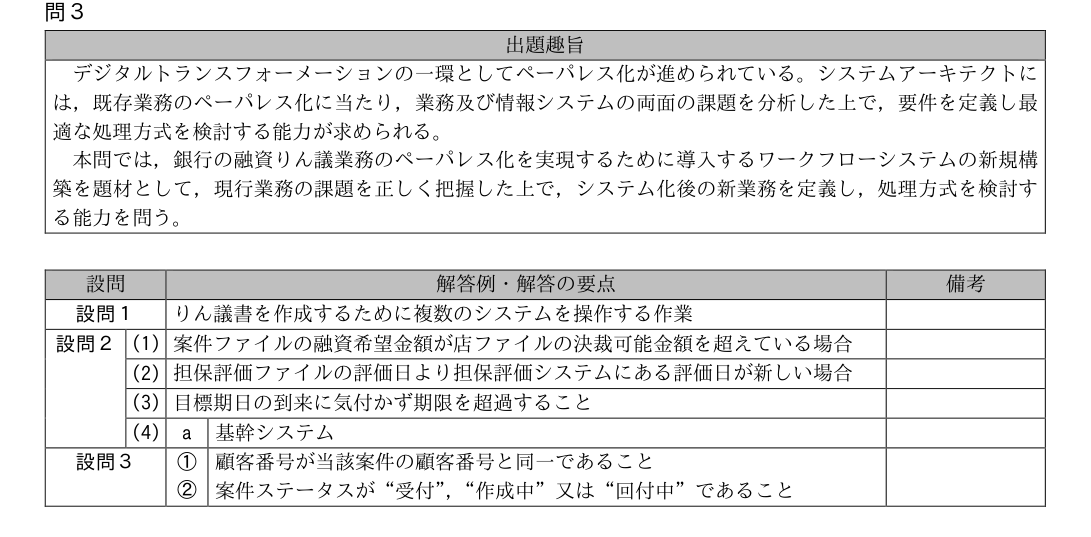 問3
出題趣旨
デジタルトランスフォーメーションの一環としてペーパレス化が進められている。システムアーキテクトに
は，既存業務のペーパレス化に当たり，業務及び情報システムの両面の課題を分析した上で，要件を定義し最
適な処理方式を検討する能力が求められる。
本問では，銀行の融資りん議業務のペーパレス化を実現するために導入するワークフローシステムの新規構
築を題材として，現行業務の課題を正しく把握した上で，システム化後の新業務を定義し，処理方式を検討す
る能力を問う。
設問 解答例・解答の要点 備考
設問1 りん議書を作成するために複数のシステムを操作する作業
設問2 (1) 案件ファイルの融資希望金額が店ファイルの決裁可能金額を超えている場合
(2) 担保評価ファイルの評価日より担保評価システムにある評価日が新しい場合
(3) 目標期日の到来に気付かず期限を超過すること
(4) a 基幹システム
設問3 ① 顧客番号が当該案件の顧客番号と同一であること
② 案件ステータスが“受付”，“作成中”又は“回付中”であること